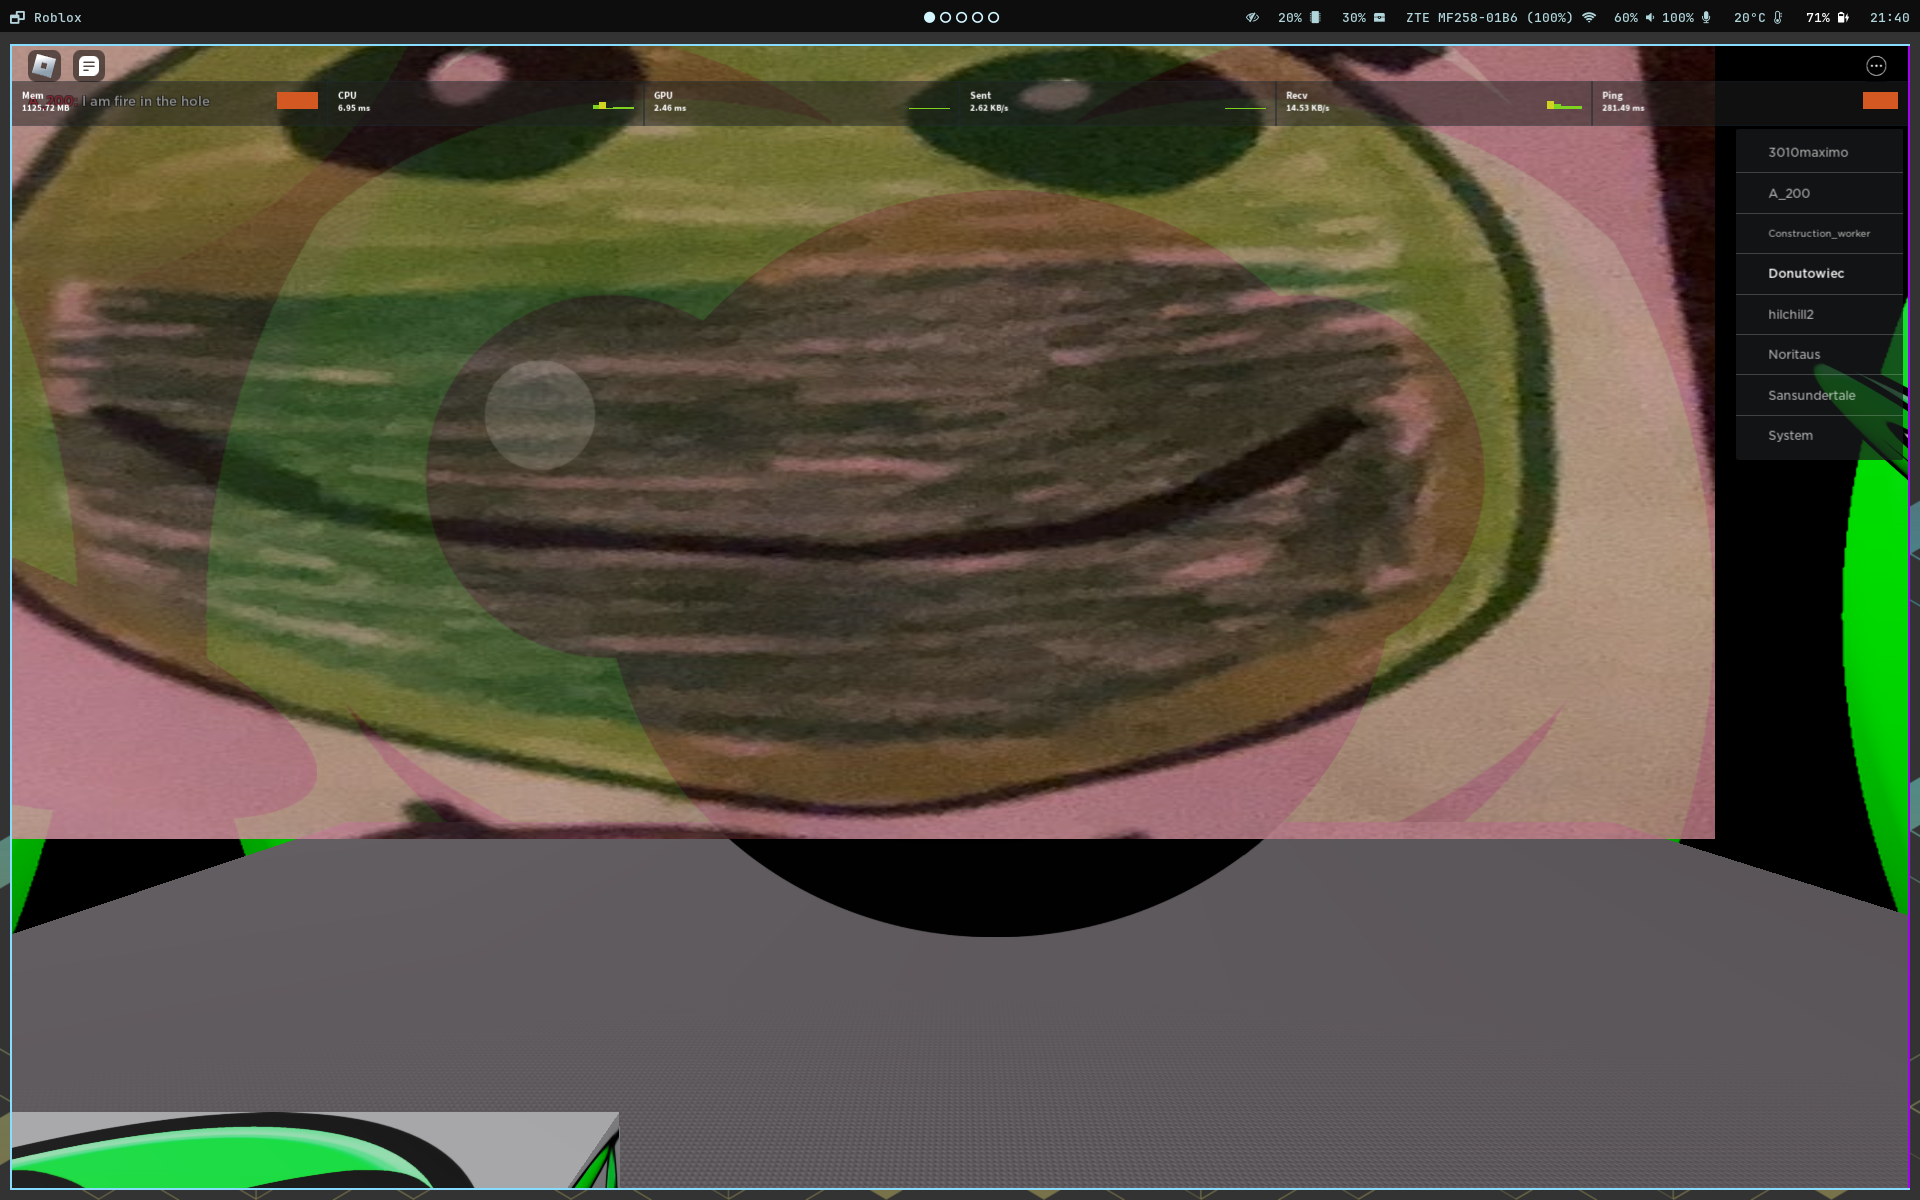 Roblox
20% 30% ZTE MF258-01B6 (100%) 60% 100% 20°C 71% 21:40
I am fire in the hole
Mem CPU GPU Sent Recv Ping
1125.72 MB 6.95 ms 2.46 ms 2.62 KB/s 14.53 KB/s 281.49 ms
3010maximo
A_200
Construction_worker
Donutowiec
hilchill2
Noritaus
Sansundertale
System